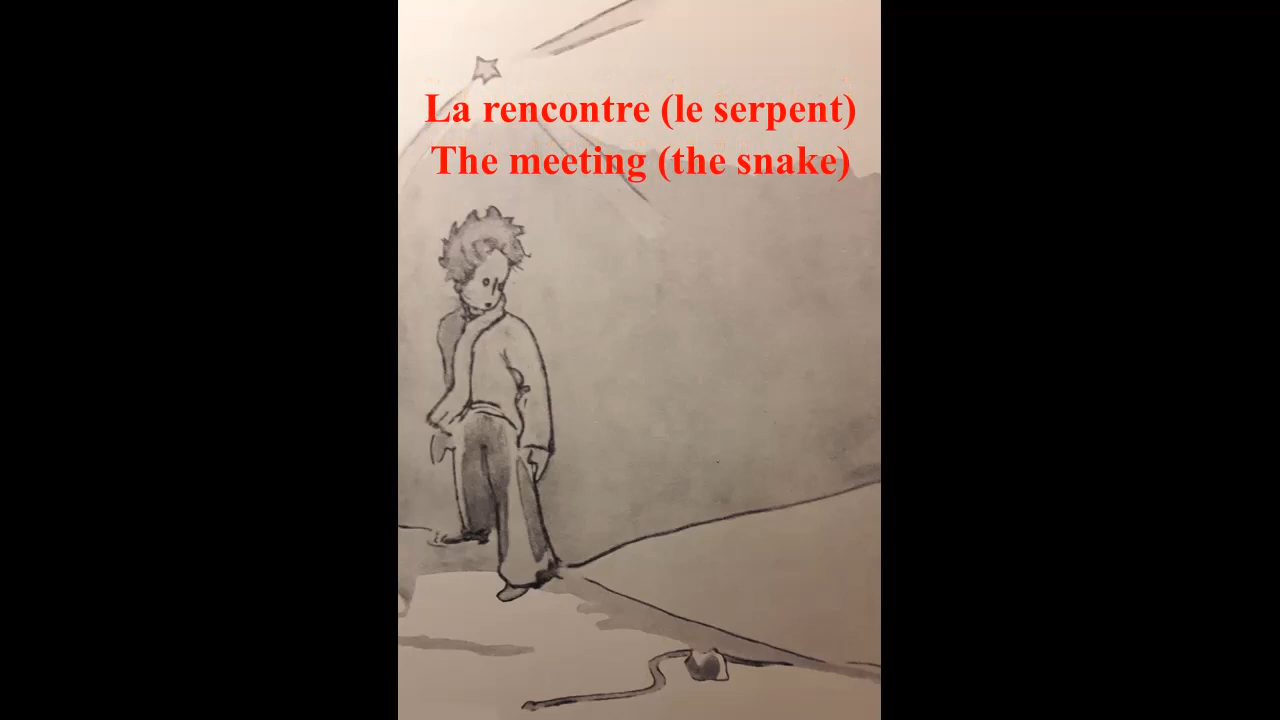 La rencontre (le serpent)
The meeting (the snake)